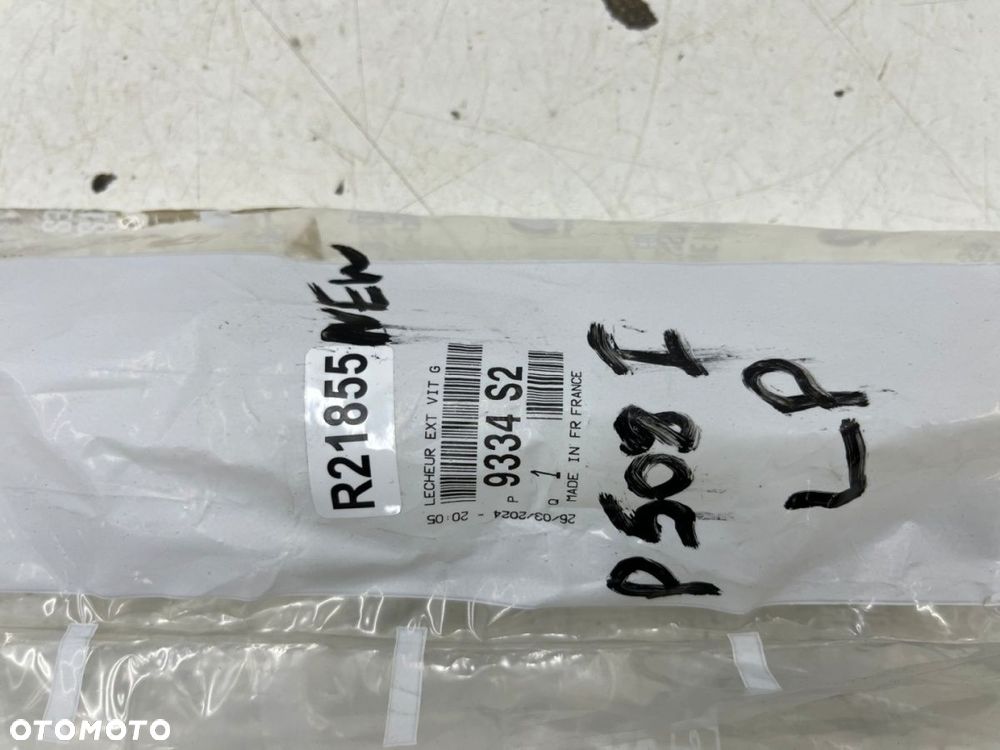 R21855
NEW
LECHEUR EXT VIT G
P 9334 S2
Q 1
MADE IN FR FRANCE
26/03/2024 - 20:05
P508 I
LP
OTOMOTO